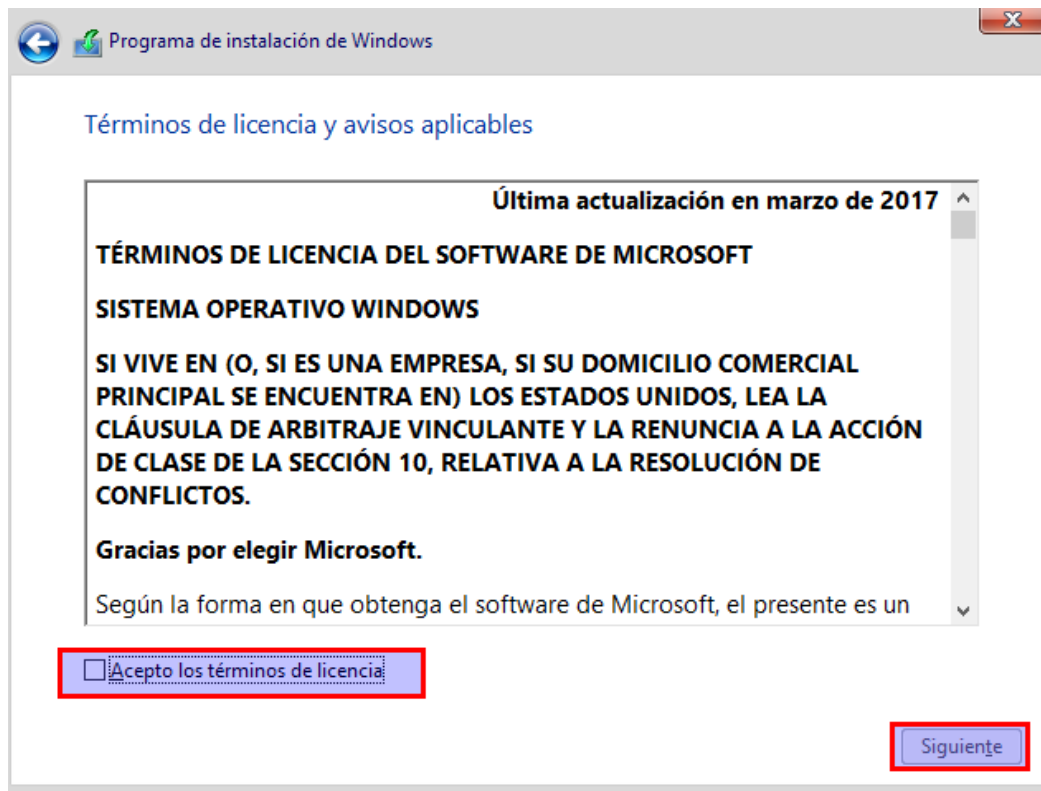 Programa de instalación de Windows
Términos de licencia y avisos aplicables
Última actualización en marzo de 2017
TÉRMINOS DE LICENCIA DEL SOFTWARE DE MICROSOFT
SISTEMA OPERATIVO WINDOWS
SI VIVE EN (O, SI ES UNA EMPRESA, SI SU DOMICILIO COMERCIAL
PRINCIPAL SE ENCUENTRA EN) LOS ESTADOS UNIDOS, LEA LA
CLÁUSULA DE ARBITRAJE VINCULANTE Y LA RENUNCIA A LA ACCIÓN
DE CLASE DE LA SECCIÓN 10, RELATIVA A LA RESOLUCIÓN DE
CONFLICTOS.
Gracias por elegir Microsoft.
Según la forma en que obtenga el software de Microsoft, el presente es un
Acepto los términos de licencia
Siguiente